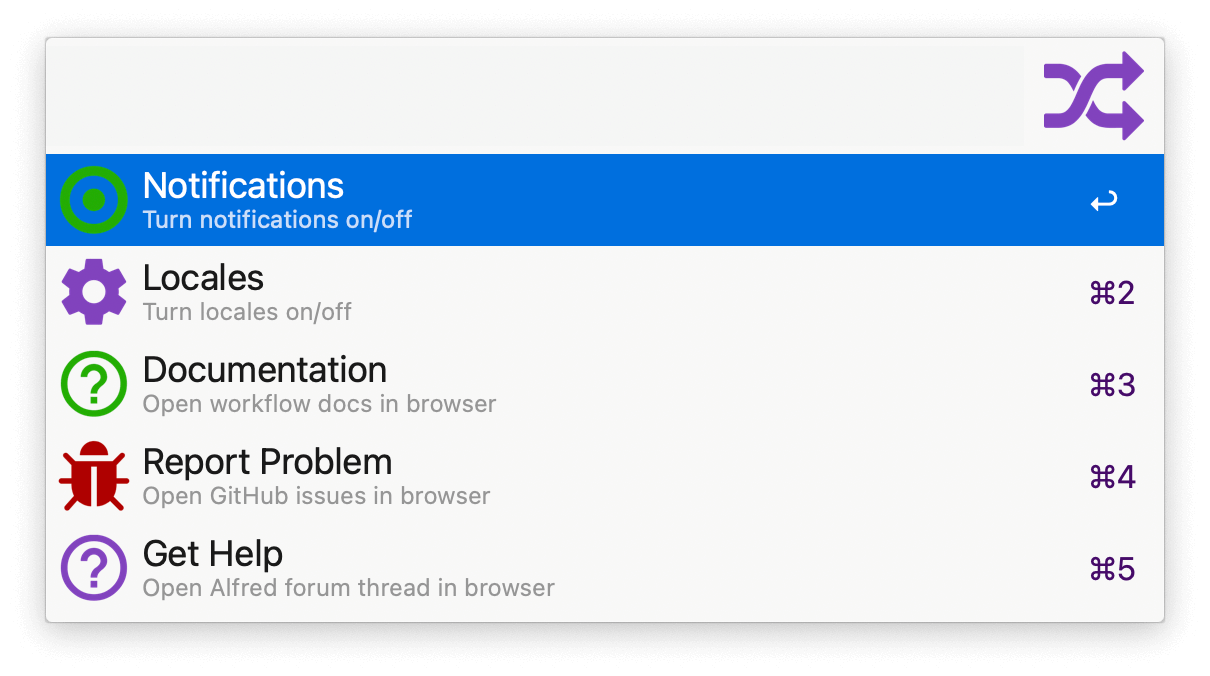 Notifications
Turn notifications on/off
Locales
Turn locales on/off
⌘2
Documentation
Open workflow docs in browser
⌘3
Report Problem
Open GitHub issues in browser
⌘4
Get Help
Open Alfred forum thread in browser
⌘5